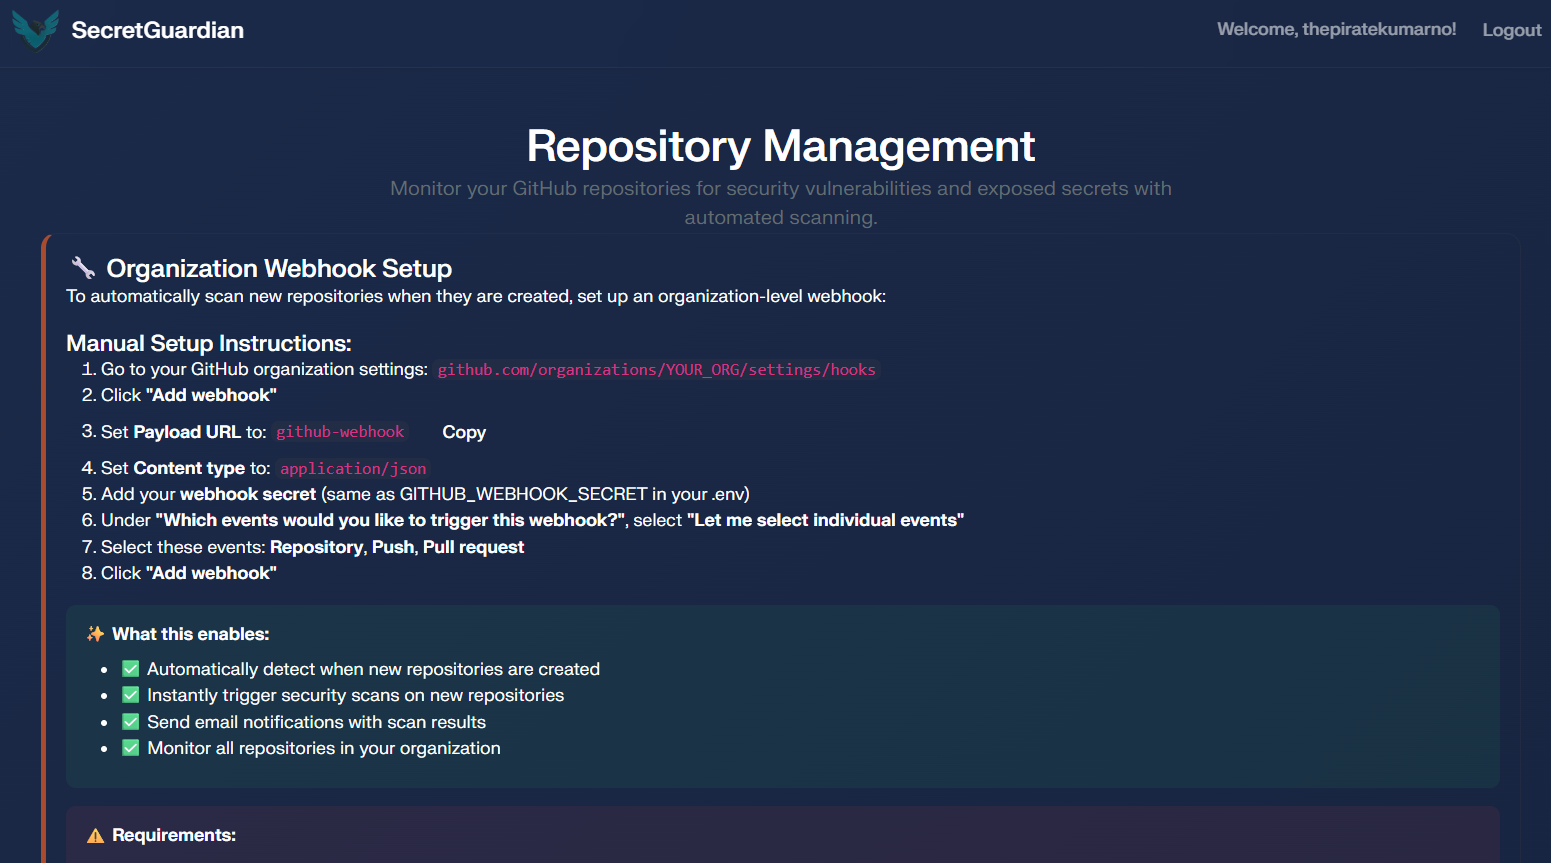 SecretGuardian
Welcome, thepiratekumarno! Logout
Repository Management
Monitor your GitHub repositories for security vulnerabilities and exposed secrets with
automated scanning.
Organization Webhook Setup
To automatically scan new repositories when they are created, set up an organization-level webhook:
Manual Setup Instructions:
1. Go to your GitHub organization settings: github.com/organizations/YOUR_ORG/settings/hooks
2. Click "Add webhook"
3. Set Payload URL to: github-webhook Copy
4. Set Content type to: application/json
5. Add your webhook secret (same as GITHUB_WEBHOOK_SECRET in your .env)
6. Under "Which events would you like to trigger this webhook?", select "Let me select individual events"
7. Select these events: Repository, Push, Pull request
8. Click "Add webhook"
✨ What this enables:
• ✅ Automatically detect when new repositories are created
• ✅ Instantly trigger security scans on new repositories
• ✅ Send email notifications with scan results
• ✅ Monitor all repositories in your organization
⚠ Requirements: